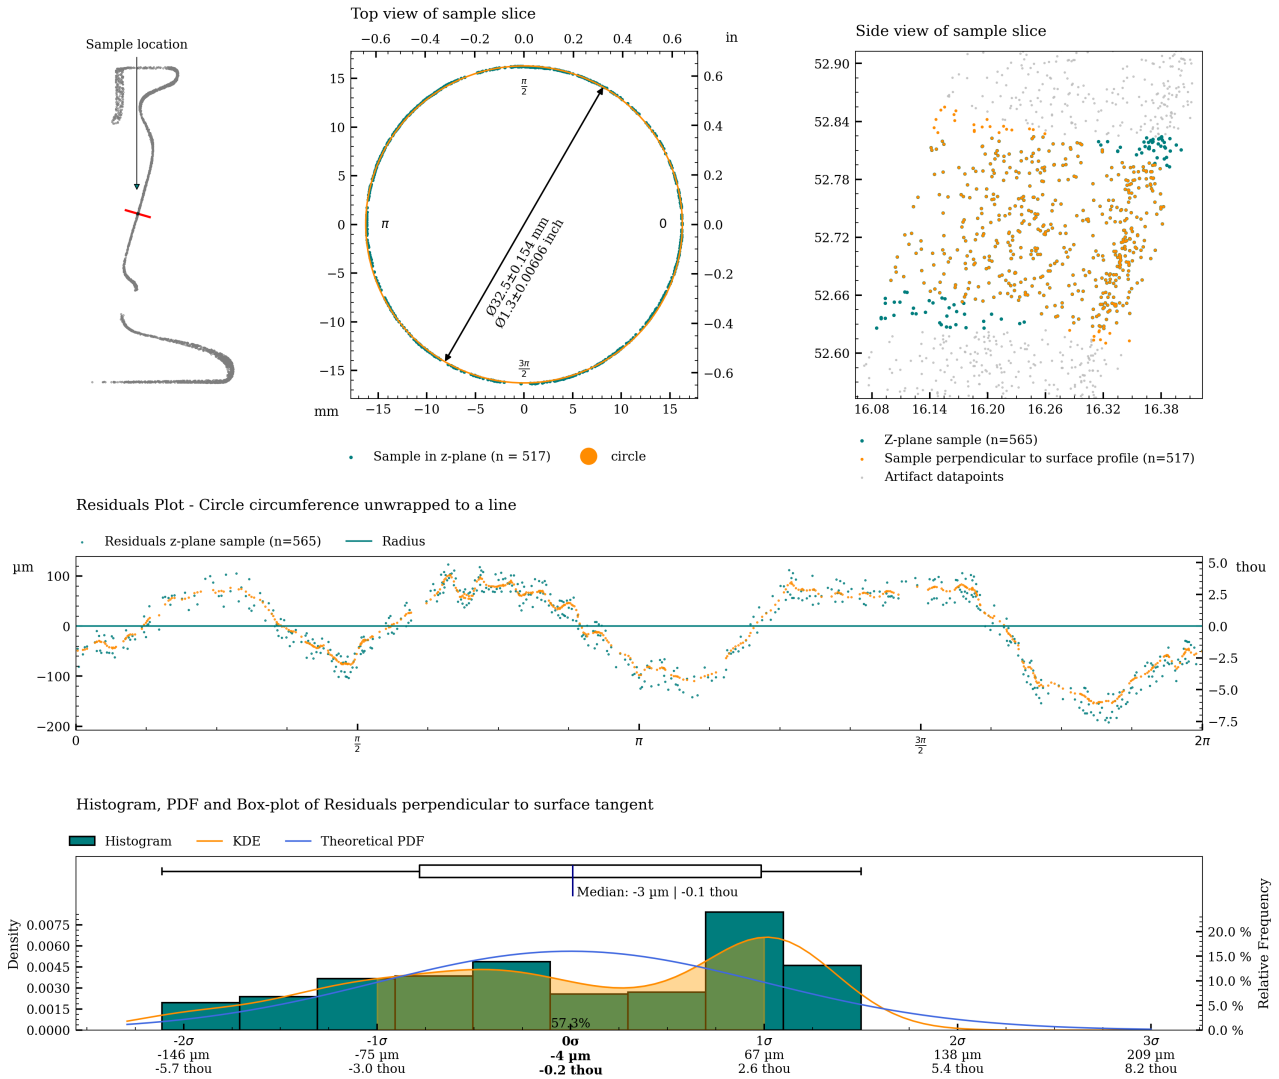 Top view of sample slice
Side view of sample slice
Sample location
−0.6 −0.4 −0.2 0.0 0.2 0.4 0.6 in
15
10
5
0
−5
−10
−15
π/2
π
0
3π/2
Ø32.5±0.154 mm
Ø1.3±0.00606 inch
0.6
0.4
0.2
0.0
−0.2
−0.4
−0.6
mm −15 −10 −5 0 5 10 15
Sample in z-plane (n = 517) circle
52.90
52.84
52.78
52.72
52.66
52.60
16.08 16.14 16.20 16.26 16.32 16.38
Z-plane sample (n=565)
Sample perpendicular to surface profile (n=517)
Artifact datapoints
Residuals Plot - Circle circumference unwrapped to a line
Residuals z-plane sample (n=565) Radius
µm
100
0
−100
−200
5.0 thou
2.5
0.0
−2.5
−5.0
−7.5
0 π/2 π 3π/2 2π
Histogram, PDF and Box-plot of Residuals perpendicular to surface tangent
Histogram KDE Theoretical PDF
Median: -3 µm | -0.1 thou
Density
0.0075
0.0060
0.0045
0.0030
0.0015
0.0000
57.3%
Relative Frequency
20.0 %
15.0 %
10.0 %
5.0 %
0.0 %
-2σ -1σ 0σ 1σ 2σ 3σ
-146 µm -75 µm -4 µm 67 µm 138 µm 209 µm
-5.7 thou -3.0 thou -0.2 thou 2.6 thou 5.4 thou 8.2 thou